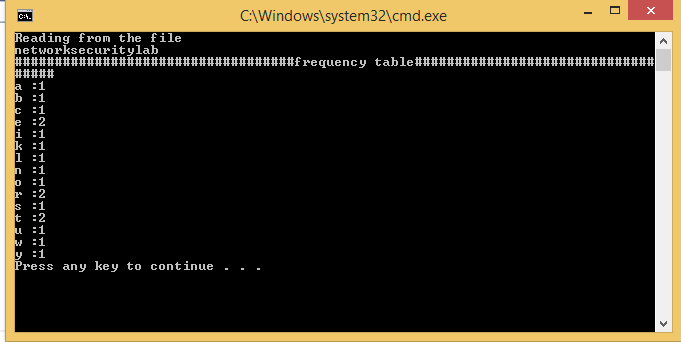 C:\Windows\system32\cmd.exe
Reading from the file
networksecuritylab
###################################frequency table##############################
#####
a :1
b :1
c :1
e :2
i :1
k :1
l :1
n :1
o :1
r :2
s :1
t :2
u :1
w :1
y :1
Press any key to continue . . .